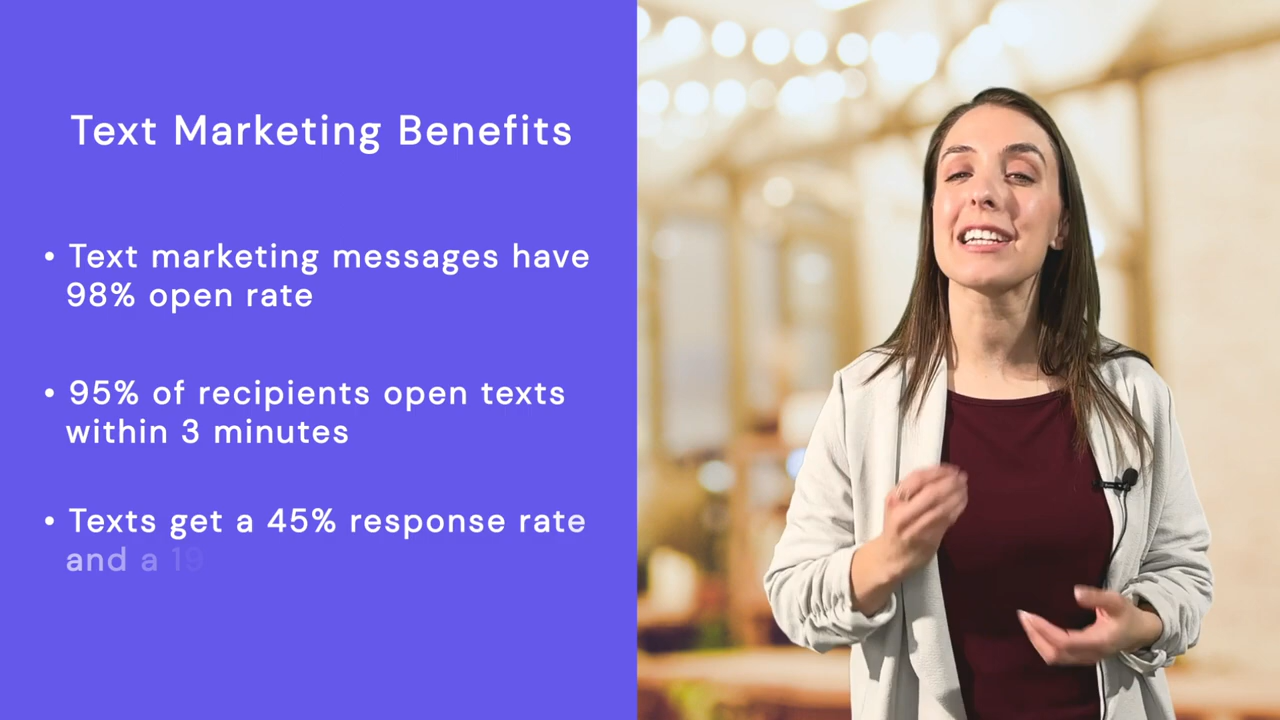 Text Marketing Benefits
• Text marketing messages have
98% open rate
• 95% of recipients open texts
within 3 minutes
• Texts get a 45% response rate
and a 19